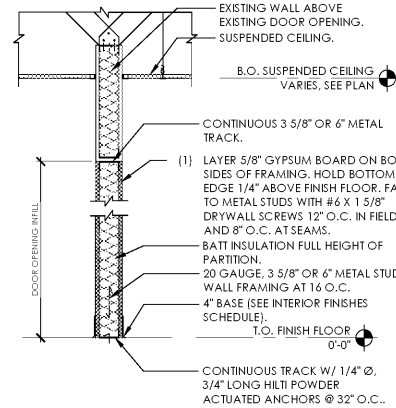 EXISTING WALL ABOVE
EXISTING DOOR OPENING.
SUSPENDED CEILING.
B.O. SUSPENDED CEILING
VARIES, SEE PLAN
CONTINUOUS 3 5/8" OR 6" METAL
TRACK.
(1) LAYER 5/8" GYPSUM BOARD ON
SIDES OF FRAMING. HOLD BOTTOM
EDGE 1/4" ABOVE FINISH FLOOR.
TO METAL STUDS WITH #6 X 1 5/8"
DRYWALL SCREWS 12" O.C. IN FIELD
AND 8" O.C. AT SEAMS.
BATT INSULATION FULL HEIGHT OF
PARTITION.
20 GAUGE, 3 5/8" OR 6" METAL
WALL FRAMING AT 16 O.C.
4" BASE (SEE INTERIOR FINISHES
SCHEDULE).
T.O. FINISH FLOOR
0'-0"
CONTINUOUS TRACK W/ 1/4" Ø,
3/4" LONG HILTI POWDER
ACTUATED ANCHORS @ 32" O.C..
DOOR OPENING INFILL